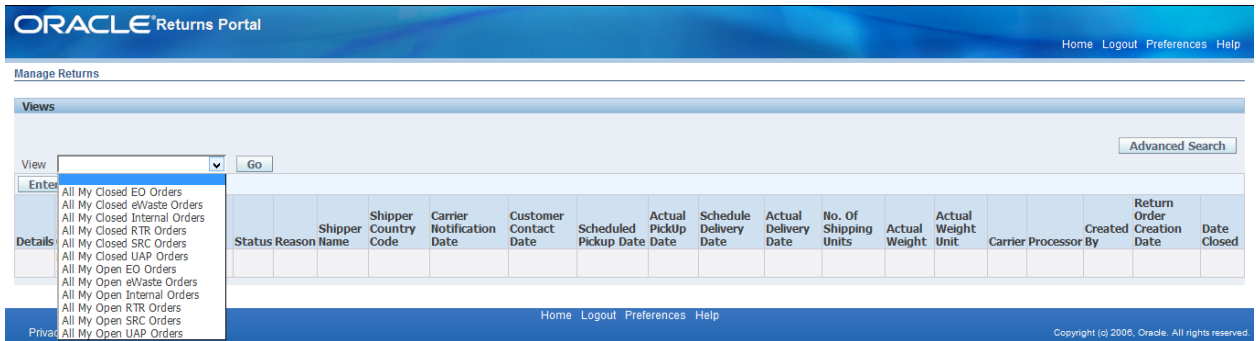 ORACLE® Returns Portal
Home Logout Preferences Help
Manage Returns
Views
Advanced Search
View Go
Enter
All My Closed EO Orders
All My Closed eWaste Orders
All My Closed Internal Orders
All My Closed RTR Orders
All My Closed SRC Orders
All My Closed UAP Orders
All My Open EO Orders
All My Open eWaste Orders
All My Open Internal Orders
All My Open RTR Orders
All My Open SRC Orders
All My Open UAP Orders
Details
Status
Reason
Shipper Name
Shipper Country Code
Carrier Notification Date
Customer Contact Date
Scheduled Pickup Date
Actual PickUp Date
Schedule Delivery Date
Actual Delivery Date
No. Of Shipping Units
Actual Weight
Actual Weight Unit
Carrier
Processor
Created By
Return Order Creation Date
Date Closed
Home Logout Preferences Help
Copyright (c) 2006, Oracle. All rights reserved.